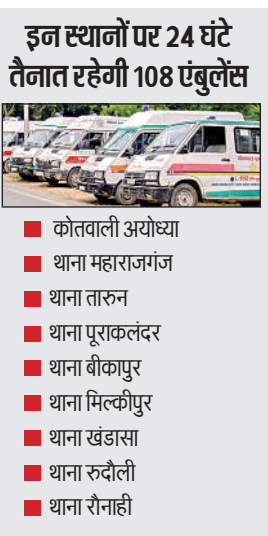 इन स्थानों पर 24 घंटे
तैनात रहेगी 108 एंबुलेंस
कोतवाली अयोध्या
थाना महाराजगंज
थाना तारुन
थाना पूराकलंदर
थाना बीकापुर
थाना मिल्कीपुर
थाना खंडासा
थाना रुदौली
थाना रौनाही